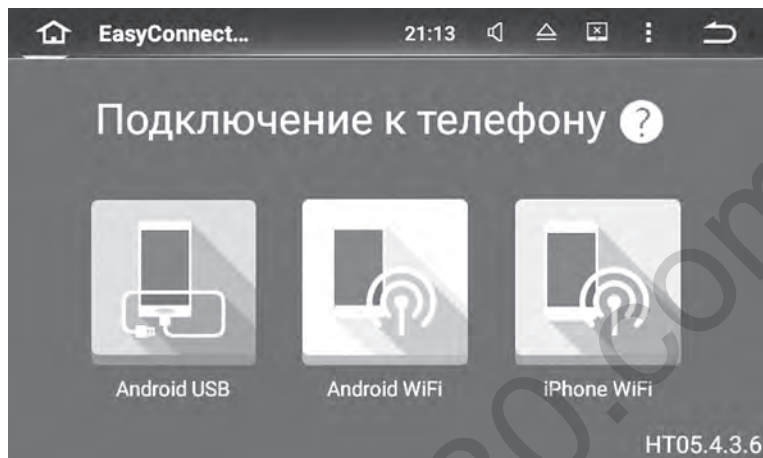 EasyConnect... 21:13
Подключение к телефону ?
Android USB Android WiFi iPhone WiFi
HT05.4.3.6